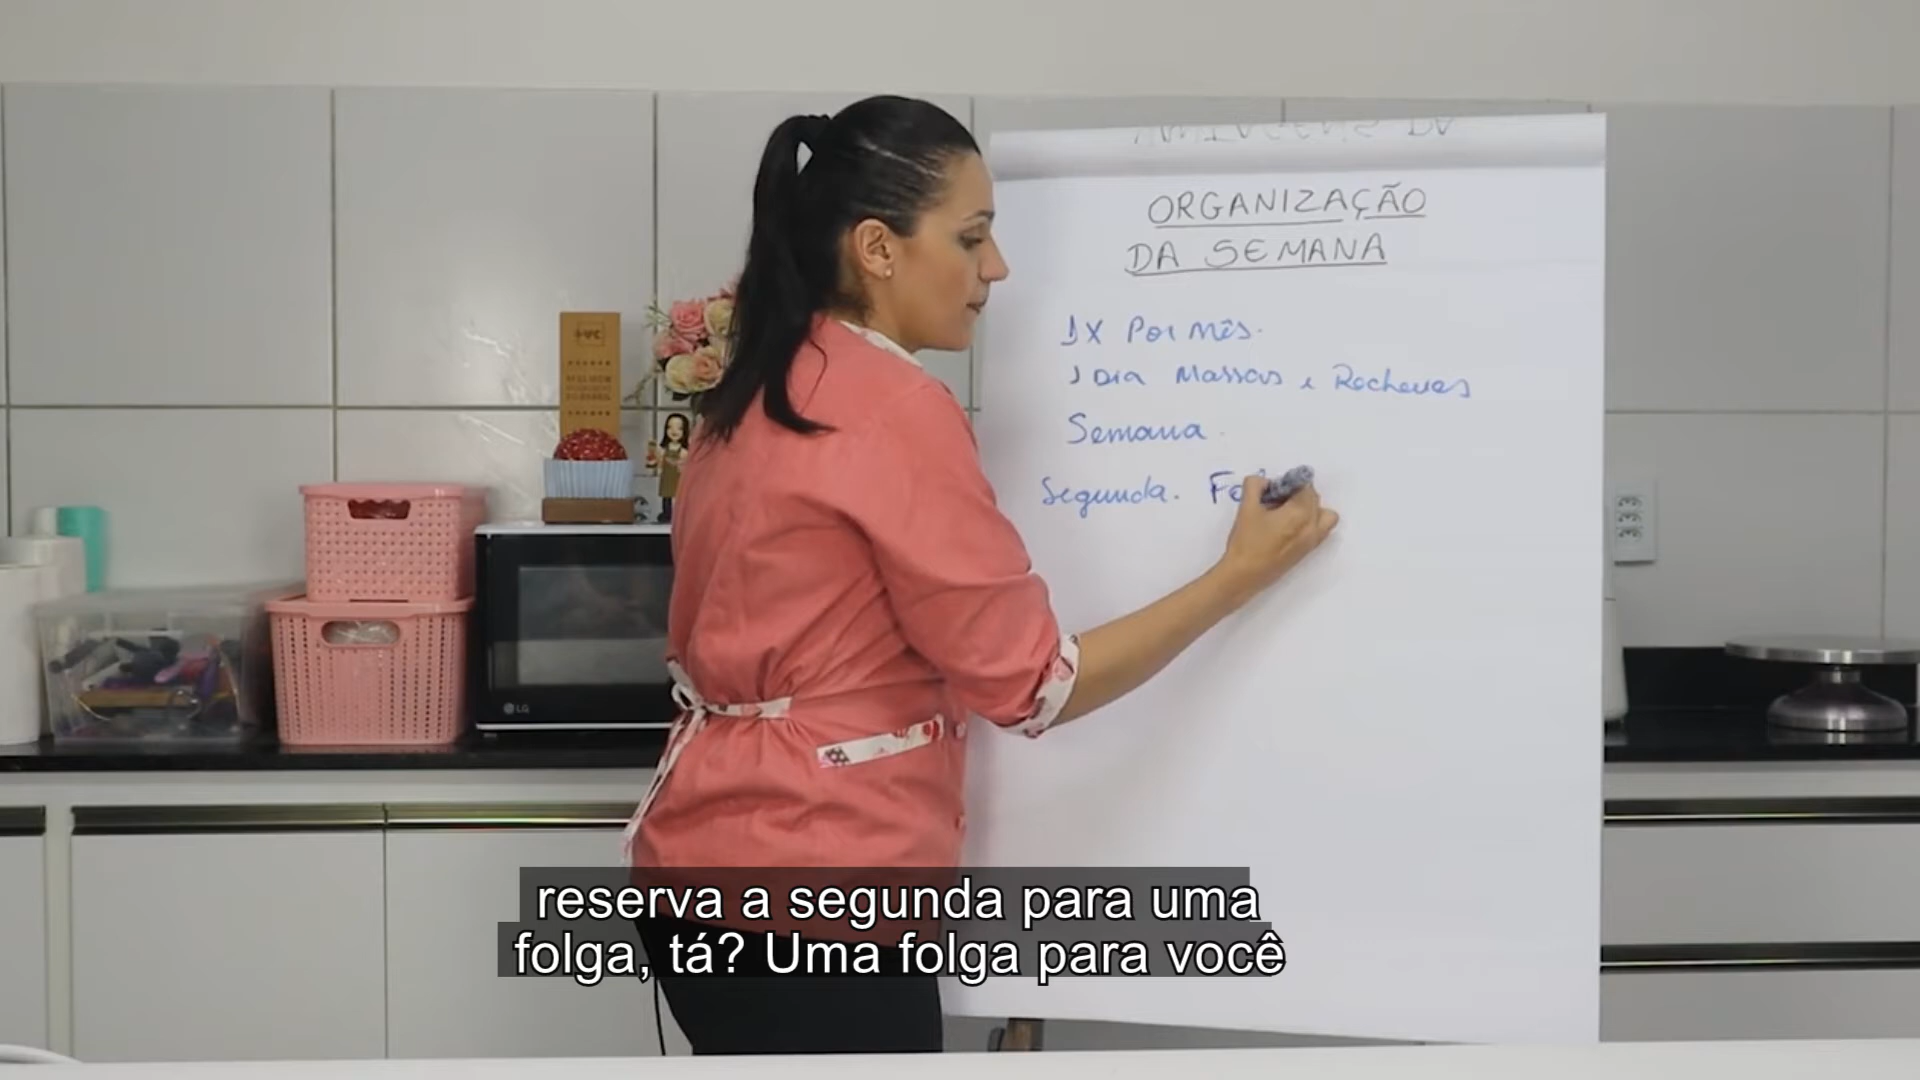 ORGANIZAÇÃO
DA SEMANA
1X Por mês.
1 Dia Massas e Recheios
Semana.
Segunda. Fo
LG
reserva a segunda para uma
folga, tá? Uma folga para você